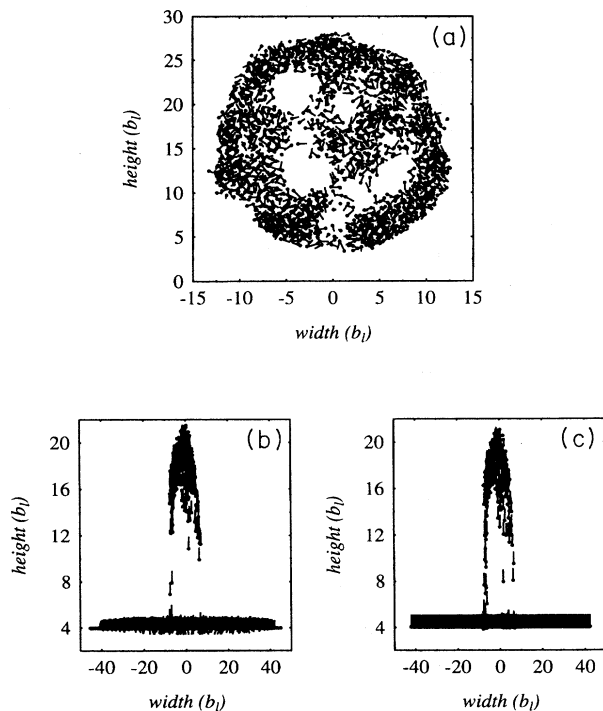 30
(a)
25
20
height (b_l)
15
10
5
0
-15 -10 -5 0 5 10 15
width (b_l)
20 (b)
16
height (b_l)
12
8
4
-40 -20 0 20 40
width (b_l)
20 (c)
16
height (b_l)
12
8
4
-40 -20 0 20 40
width (b_l)